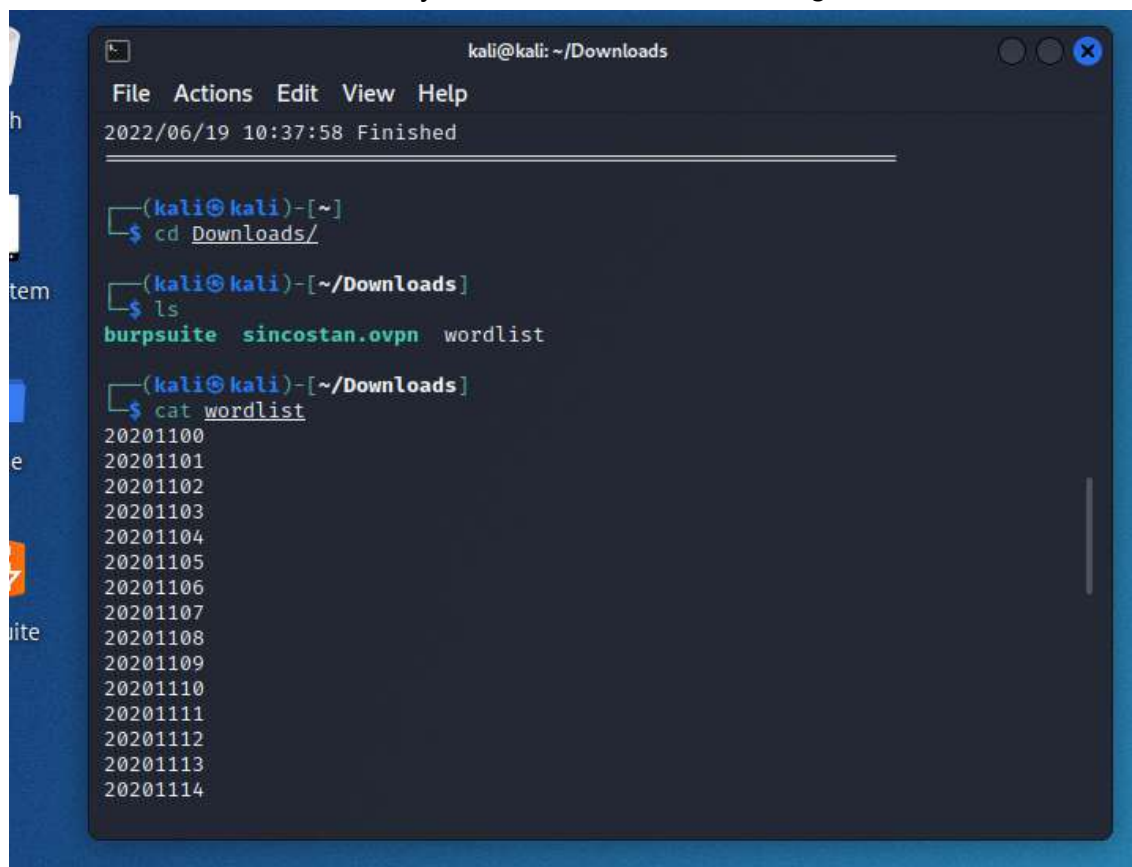 kali@kali: ~/Downloads
File Actions Edit View Help
2022/06/19 10:37:58 Finished
┌──(kali㉿kali)-[~]
└─$ cd Downloads/
┌──(kali㉿kali)-[~/Downloads]
└─$ ls
burpsuite sincostan.ovpn wordlist
┌──(kali㉿kali)-[~/Downloads]
└─$ cat wordlist
20201100
20201101
20201102
20201103
20201104
20201105
20201106
20201107
20201108
20201109
20201110
20201111
20201112
20201113
20201114
h
tem
e
ite